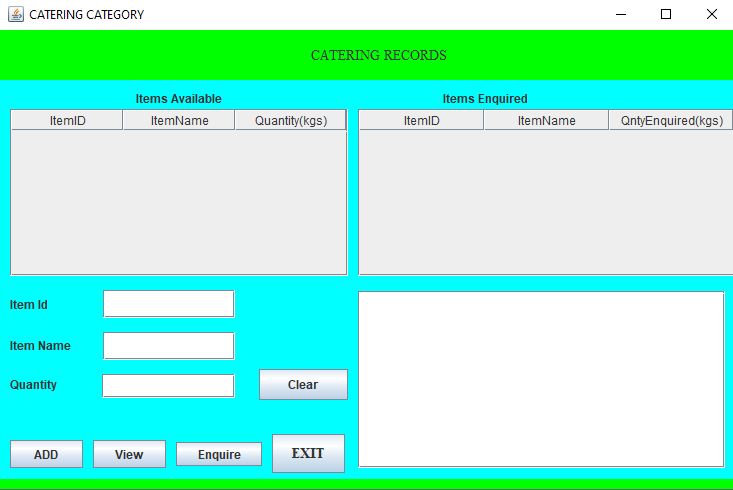 CATERING CATEGORY
CATERING RECORDS
Items Available
Items Enquired
ItemID ItemName Quantity(kgs)
ItemID ItemName QntyEnquired(kgs)
Item Id
Item Name
Quantity
Clear
ADD View Enquire EXIT